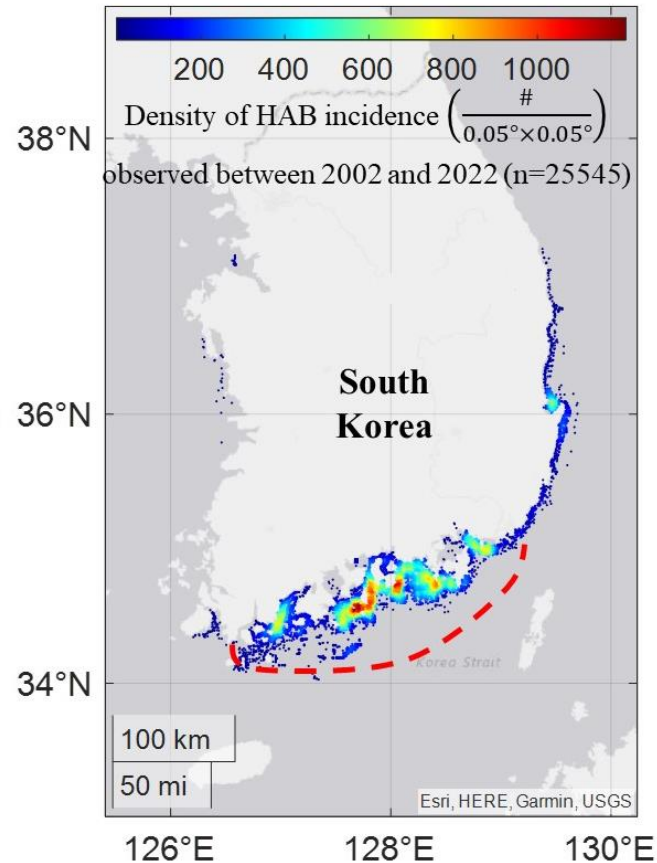 200 400 600 800 1000
Density of HAB incidence (#/0.05°×0.05°)
observed between 2002 and 2022 (n=25545)
38°N
South
Korea
36°N
Korea Strait
34°N
100 km
50 mi
Esri, HERE, Garmin, USGS
126°E 128°E 130°E